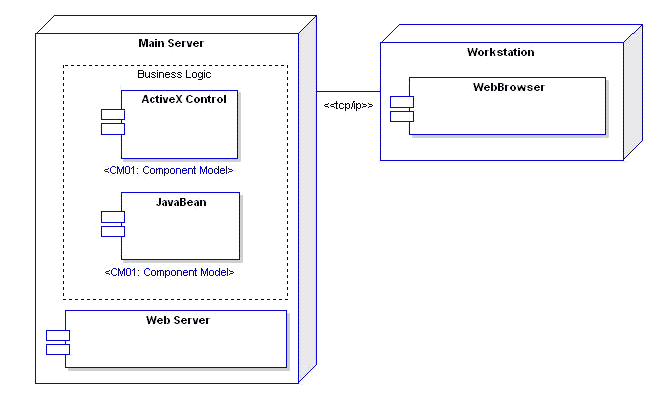 Main Server
Business Logic
ActiveX Control
<CM01: Component Model>
JavaBean
<CM01: Component Model>
Web Server
<<tcp/ip>>
Workstation
WebBrowser